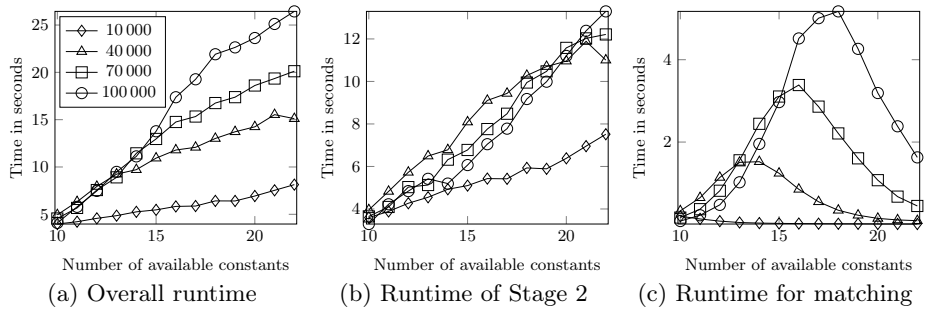 25
20
15
10
5
10
15
20
Time in seconds
Number of available constants
10 000
40 000
70 000
100 000
(a) Overall runtime
12
10
8
6
4
10
15
20
Time in seconds
Number of available constants
(b) Runtime of Stage 2
4
2
10
15
20
Time in seconds
Number of available constants
(c) Runtime for matching